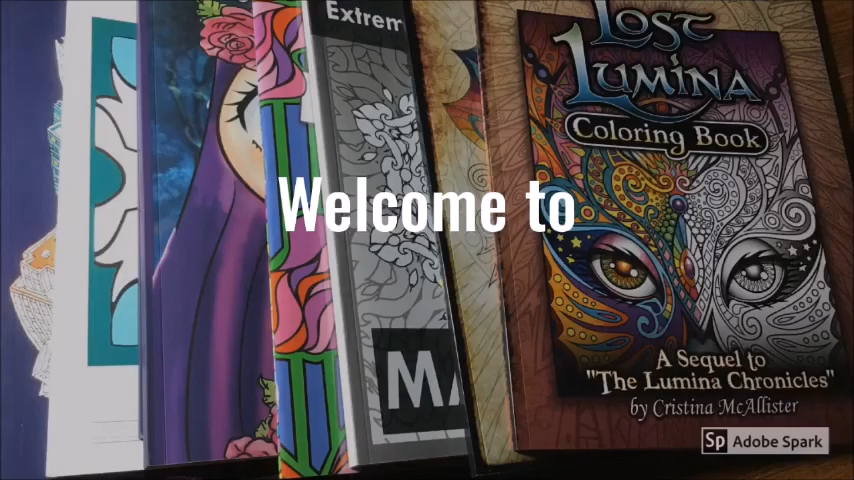 Extrem
Lost
Lumina
Coloring Book
Welcome to
MA
A Sequel to
"The Lumina Chronicles"
by Cristina McAllister
Sp Adobe Spark